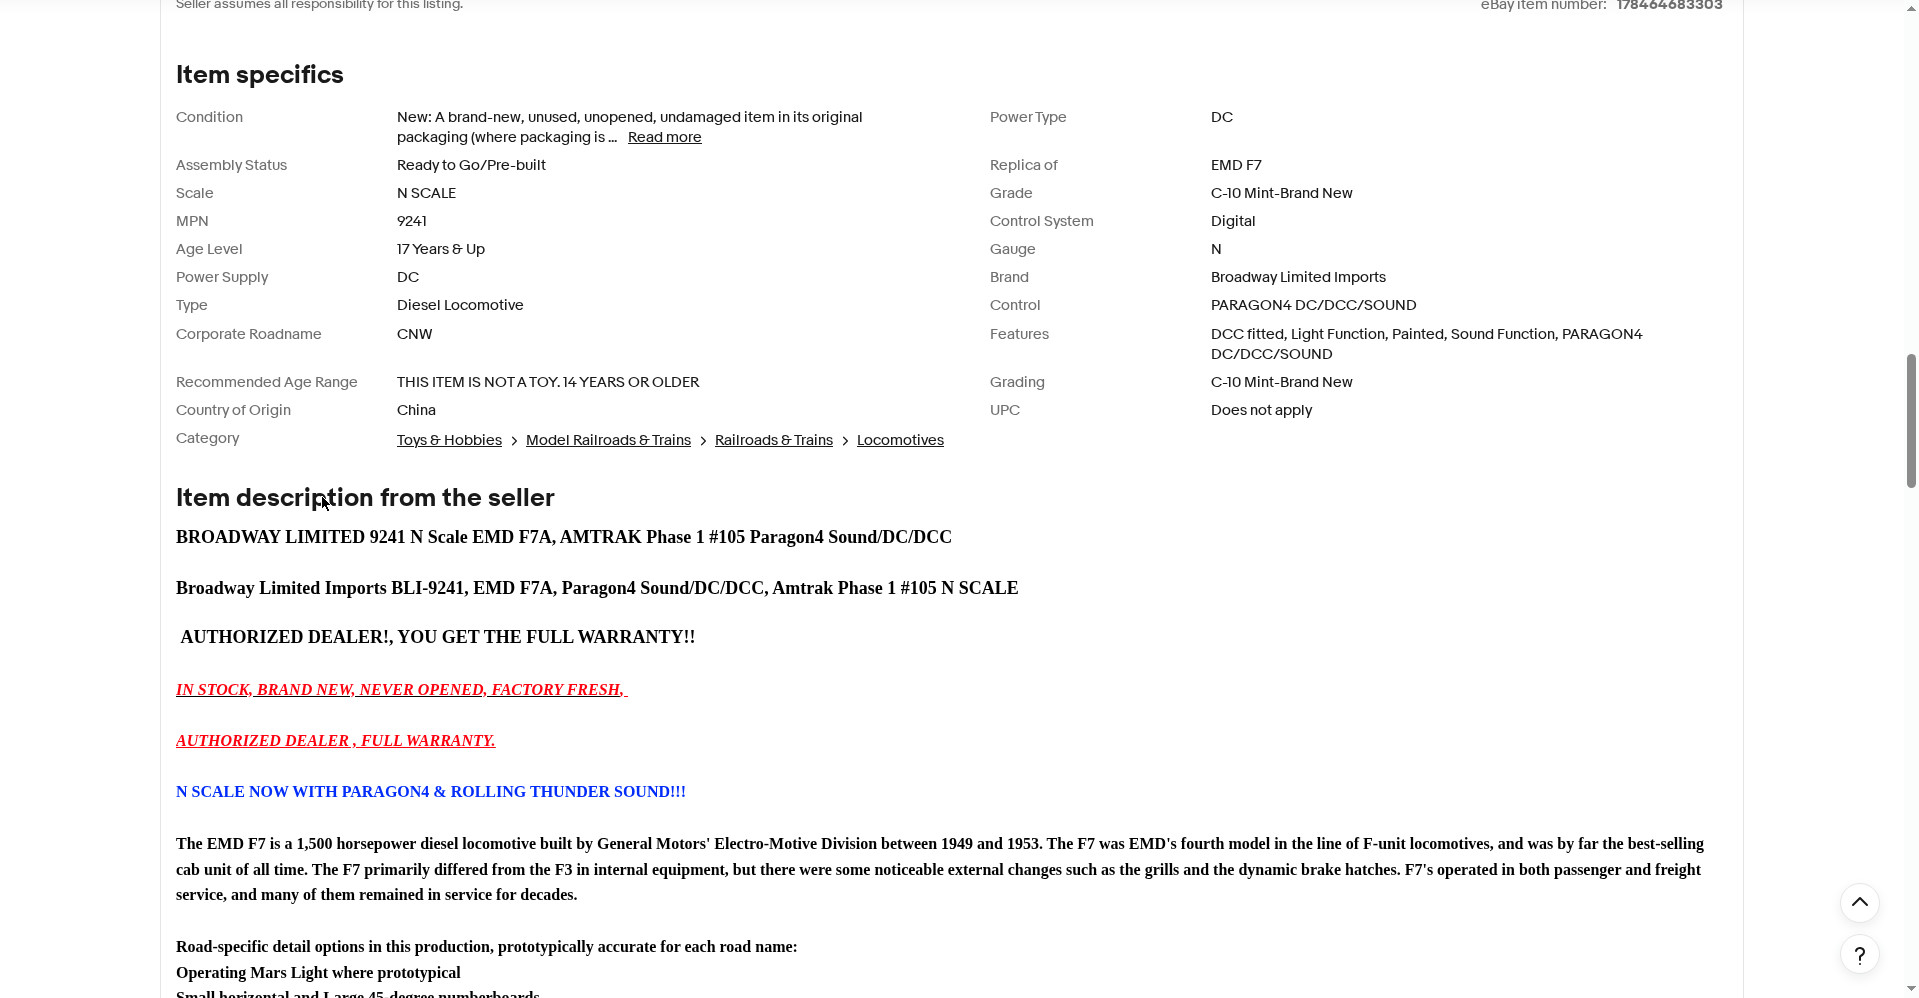 Seller assumes all responsibility for this listing.
eBay item number: 178464683303
Item specifics
Condition
New: A brand-new, unused, unopened, undamaged item in its original
packaging (where packaging is ... Read more
Power Type
DC
Assembly Status
Ready to Go/Pre-built
Replica of
EMD F7
Scale
N SCALE
Grade
C-10 Mint-Brand New
MPN
9241
Control System
Digital
Age Level
17 Years & Up
Gauge
N
Power Supply
DC
Brand
Broadway Limited Imports
Type
Diesel Locomotive
Control
PARAGON4 DC/DCC/SOUND
Corporate Roadname
CNW
Features
DCC fitted, Light Function, Painted, Sound Function, PARAGON4
DC/DCC/SOUND
Recommended Age Range
THIS ITEM IS NOT A TOY. 14 YEARS OR OLDER
Grading
C-10 Mint-Brand New
Country of Origin
China
UPC
Does not apply
Category
Toys & Hobbies > Model Railroads & Trains > Railroads & Trains > Locomotives
Item description from the seller
BROADWAY LIMITED 9241 N Scale EMD F7A, AMTRAK Phase 1 #105 Paragon4 Sound/DC/DCC
Broadway Limited Imports BLI-9241, EMD F7A, Paragon4 Sound/DC/DCC, Amtrak Phase 1 #105 N SCALE
AUTHORIZED DEALER!, YOU GET THE FULL WARRANTY!!
IN STOCK, BRAND NEW, NEVER OPENED, FACTORY FRESH,
AUTHORIZED DEALER , FULL WARRANTY.
N SCALE NOW WITH PARAGON4 & ROLLING THUNDER SOUND!!!
The EMD F7 is a 1,500 horsepower diesel locomotive built by General Motors' Electro-Motive Division between 1949 and 1953. The F7 was EMD's fourth model in the line of F-unit locomotives, and was by far the best-selling
cab unit of all time. The F7 primarily differed from the F3 in internal equipment, but there were some noticeable external changes such as the grills and the dynamic brake hatches. F7's operated in both passenger and freight
service, and many of them remained in service for decades.
Road-specific detail options in this production, prototypically accurate for each road name:
Operating Mars Light where prototypical
Small horizontal and Large 45-degree numberboards
?